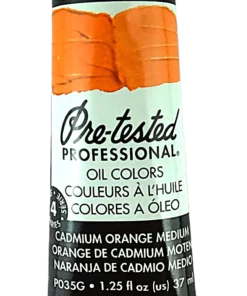 Pre-tested
PROFESSIONAL®
OIL COLORS
COULEURS À L'HUILE
COLORES A ÓLEO
4
CADMIUM ORANGE MEDIUM
ORANGE DE CADMIUM MOYEN
NARANJA DE CADMIO MEDIO
P035G • 1.25 fl oz (US) 37 ml